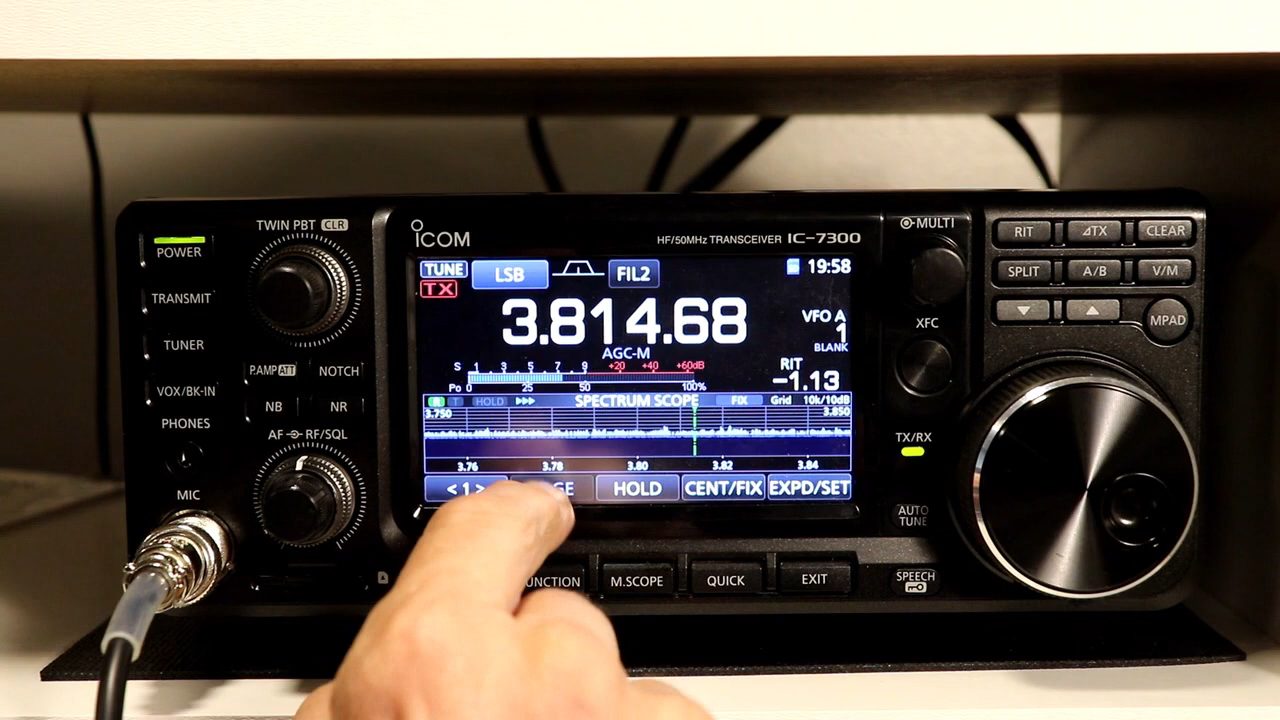 TWIN PBT CLR
POWER
TRANSMIT
TUNER
VOX/BK-IN
PHONES
MIC
P.AMP ATT
NOTCH
NB
NR
AF RF/SQL
ICOM
HF/50MHz TRANSCEIVER IC-7300
TUNE
LSB
FIL2
19:58
TX
3.814.68
VFO A
1
BLANK
AGC-M
RIT
-1.13
S 1 3 5 7 9 +20 +40 +60dB
Po 0 25 50 100%
R T HOLD SPECTRUM SCOPE FIX Grid 10k/10dB
3.750 3.850
3.76 3.78 3.80 3.82 3.84
<1>
HOLD
CENT/FIX
EXPD/SET
M.SCOPE
QUICK
EXIT
MULTI
XFC
TX/RX
AUTO
TUNE
SPEECH
RIT
ΔTX
CLEAR
SPLIT
A/B
V/M
MPAD